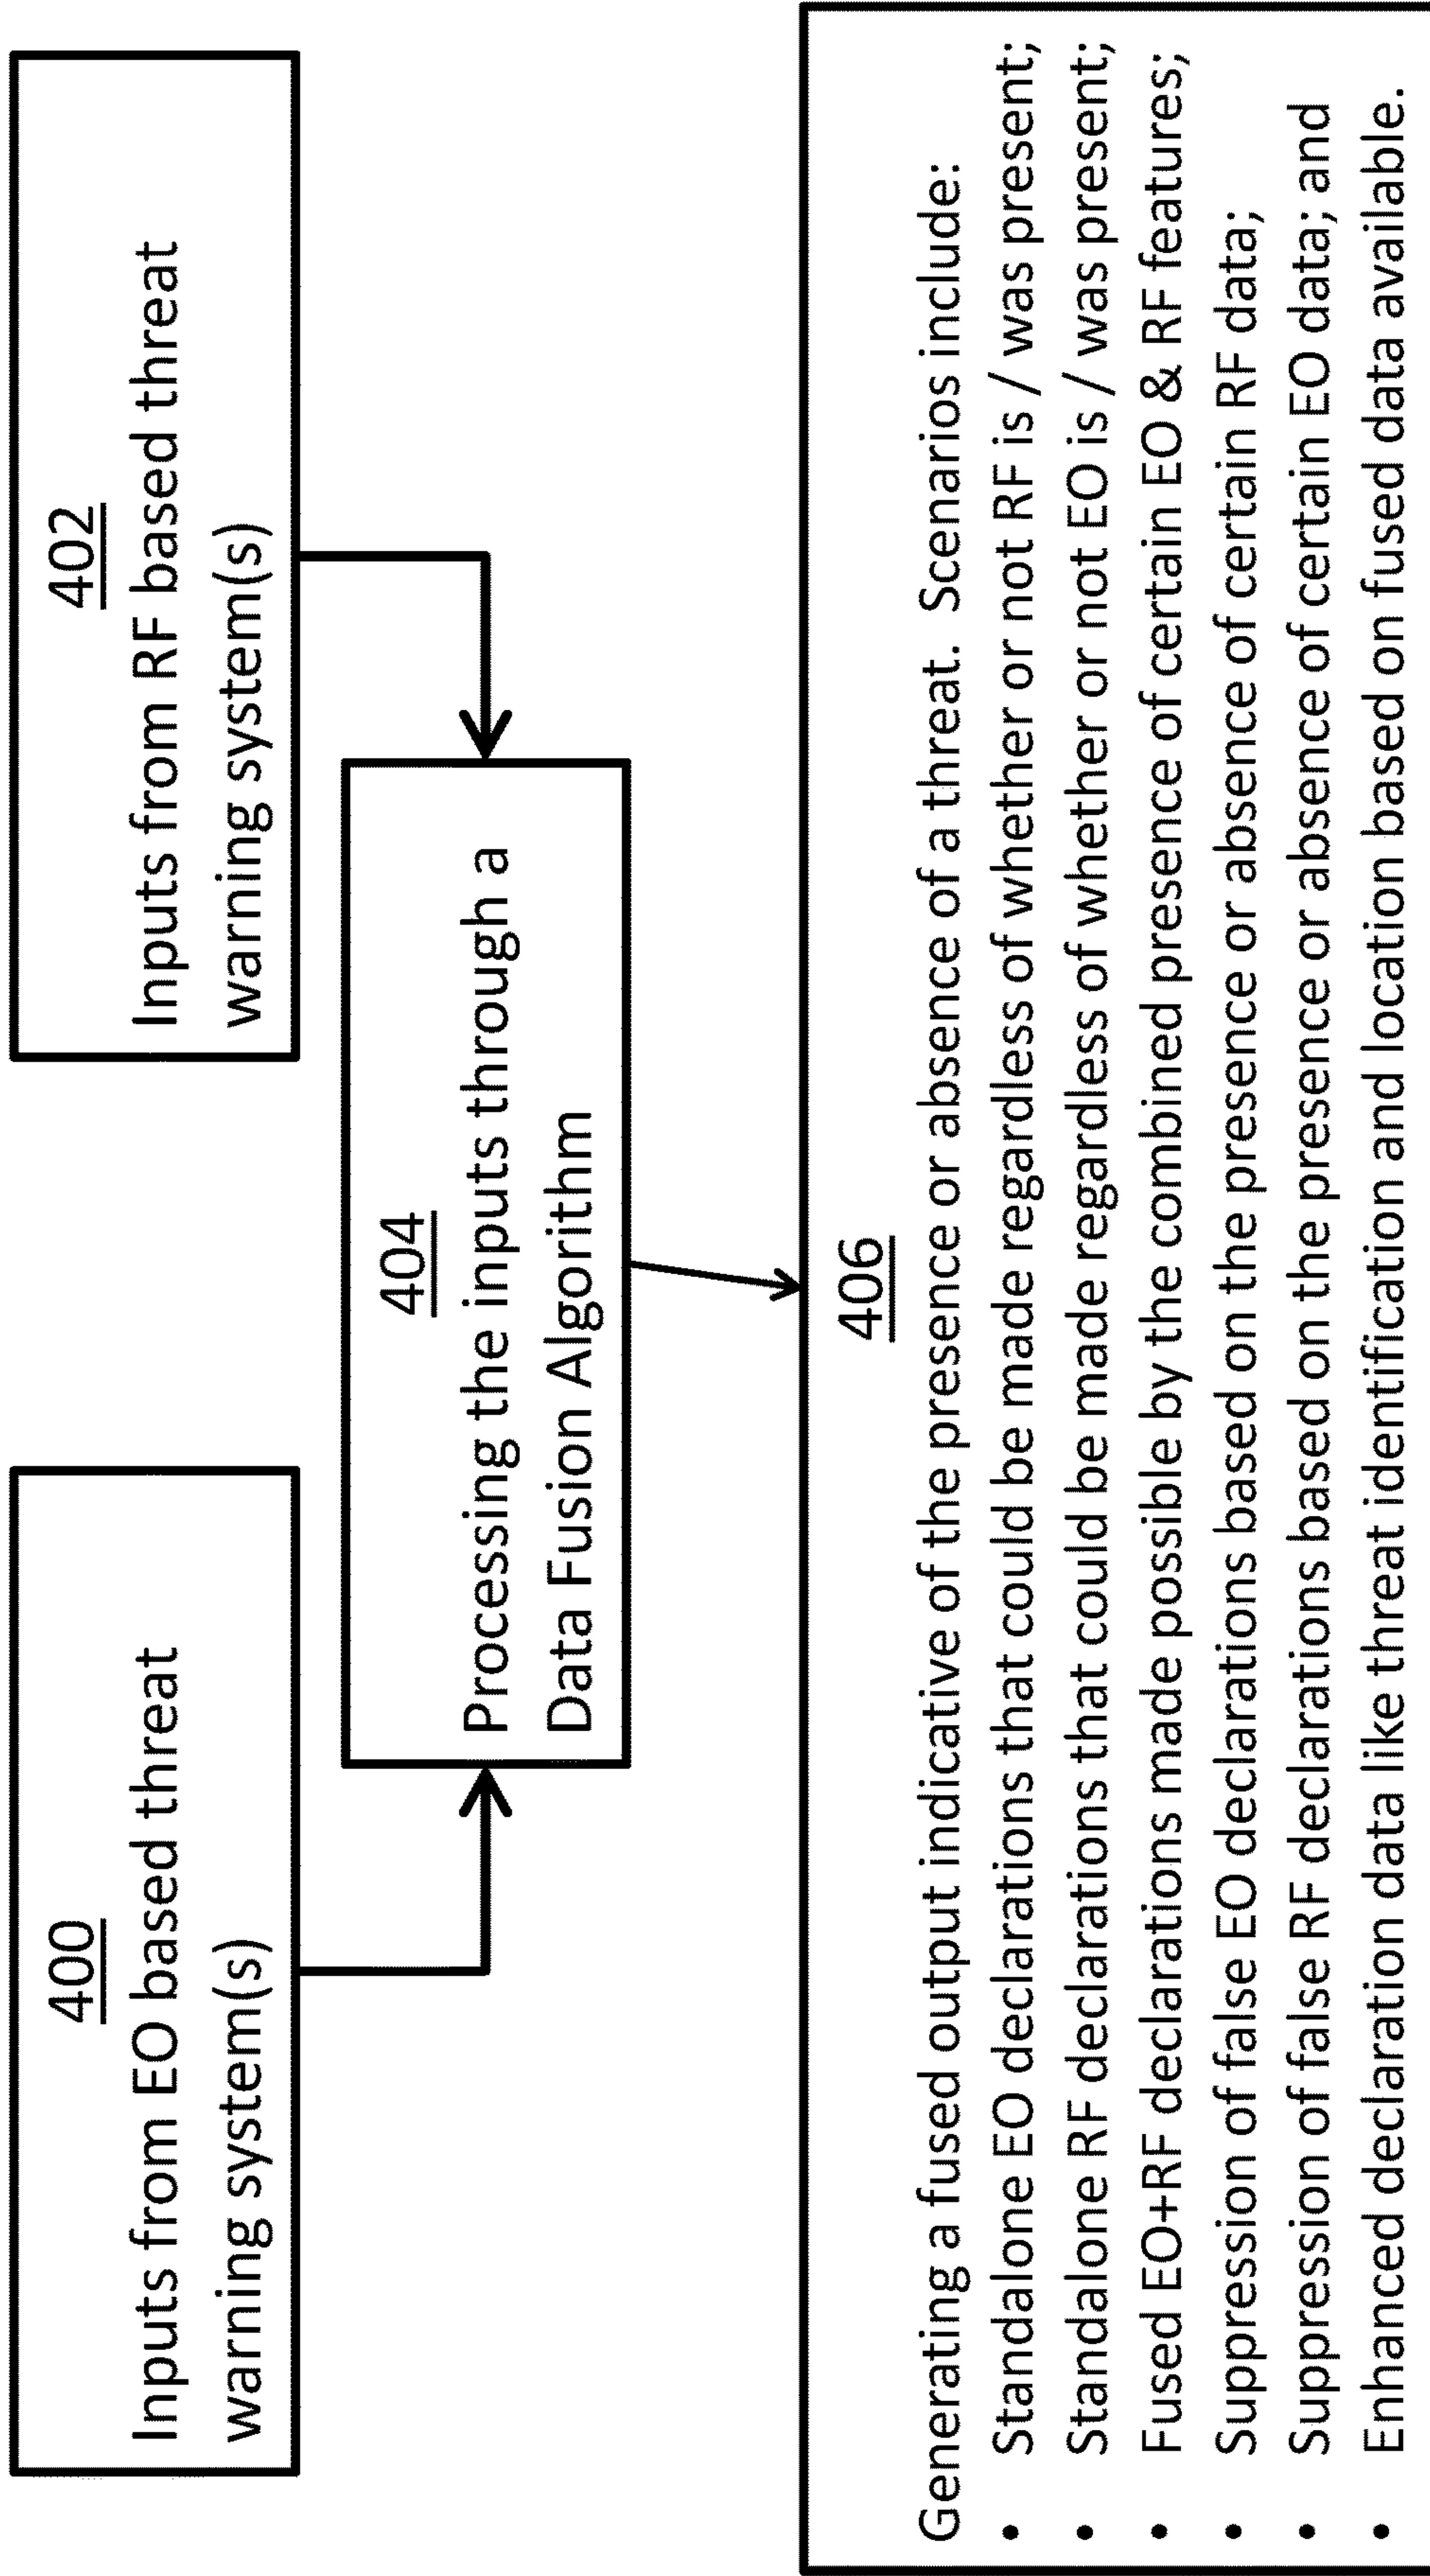 400
Inputs from EO based threat
warning system(s)
402
Inputs from RF based threat
warning system(s)
404
Processing the inputs through a
Data Fusion Algorithm
406
Generating a fused output indicative of the presence or absence of a threat. Scenarios include:
• Standalone EO declarations that could be made regardless of whether or not RF is / was present;
• Standalone RF declarations that could be made regardless of whether or not EO is / was present;
• Fused EO+RF declarations made possible by the combined presence of certain EO & RF features;
• Suppression of false EO declarations based on the presence or absence of certain RF data;
• Suppression of false RF declarations based on the presence or absence of certain EO data; and
• Enhanced declaration data like threat identification and location based on fused data available.